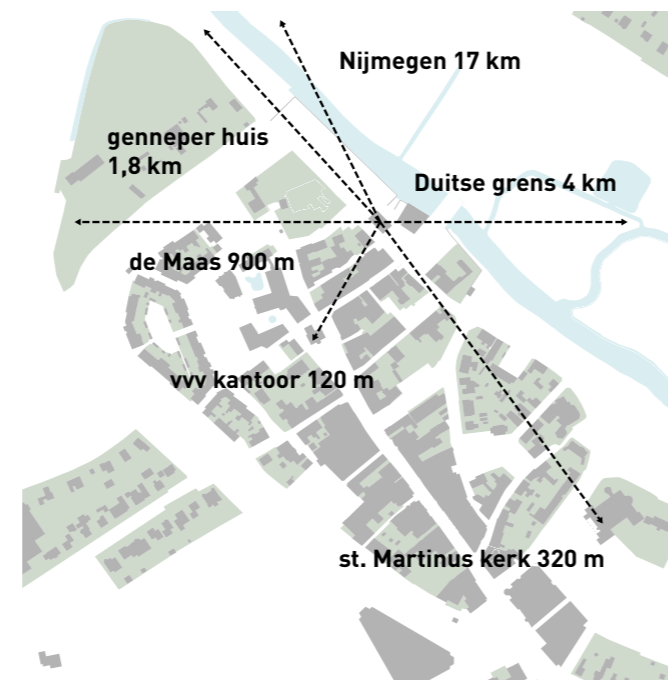 Nijmegen 17 km
genneper huis
1,8 km
Duitse grens 4 km
de Maas 900 m
vvv kantoor 120 m
st. Martinus kerk 320 m